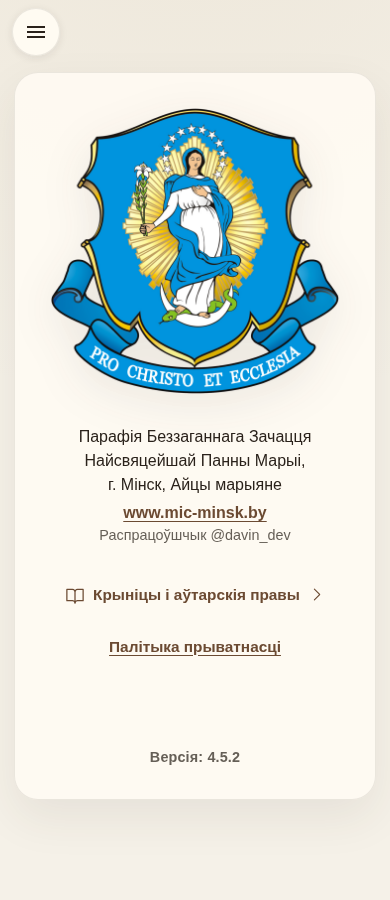 PRO CHRISTO ET ECCLESIA
Парафія Беззаганнага Зачацця
Найсвяцейшай Панны Марыі,
г. Мінск, Айцы марыяне
www.mic-minsk.by
Распрацоўшчык @davin_dev
Крыніцы і аўтарскія правы
Палітыка прыватнасці
Версія: 4.5.2